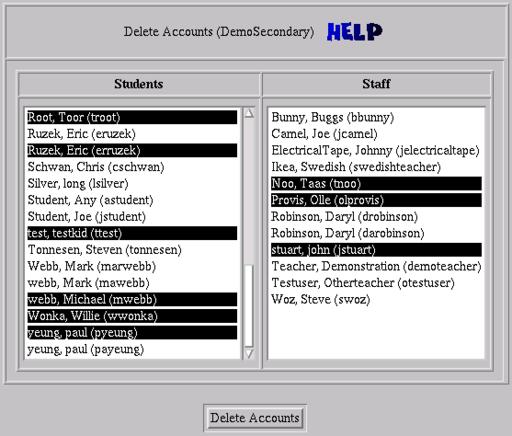 Delete Accounts (DemoSecondary) HELP
Students
Root, Toor (troot)
Ruzek, Eric (eruzek)
Ruzek, Eric (erruzek)
Schwan, Chris (cschwan)
Silver, long (lsilver)
Student, Any (astudent)
Student, Joe (jstudent)
test, testkid (ttest)
Tonnesen, Steven (tonnesen)
Webb, Mark (marwebb)
webb, Mark (mawebb)
webb, Michael (mwebb)
Wonka, Willie (wwonka)
yeung, paul (pyeung)
yeung, paul (payeung)
Staff
Bunny, Buggs (bbunny)
Camel, Joe (jcamel)
ElectricalTape, Johnny (jelectricaltape)
Ikea, Swedish (swedishteacher)
Noo, Taas (tnoo)
Provis, Olle (olprovis)
Robinson, Daryl (drobinson)
Robinson, Daryl (darobinson)
stuart, john (jstuart)
Teacher, Demonstration (demoteacher)
Testuser, Otherteacher (otestuser)
Woz, Steve (swoz)
Delete Accounts